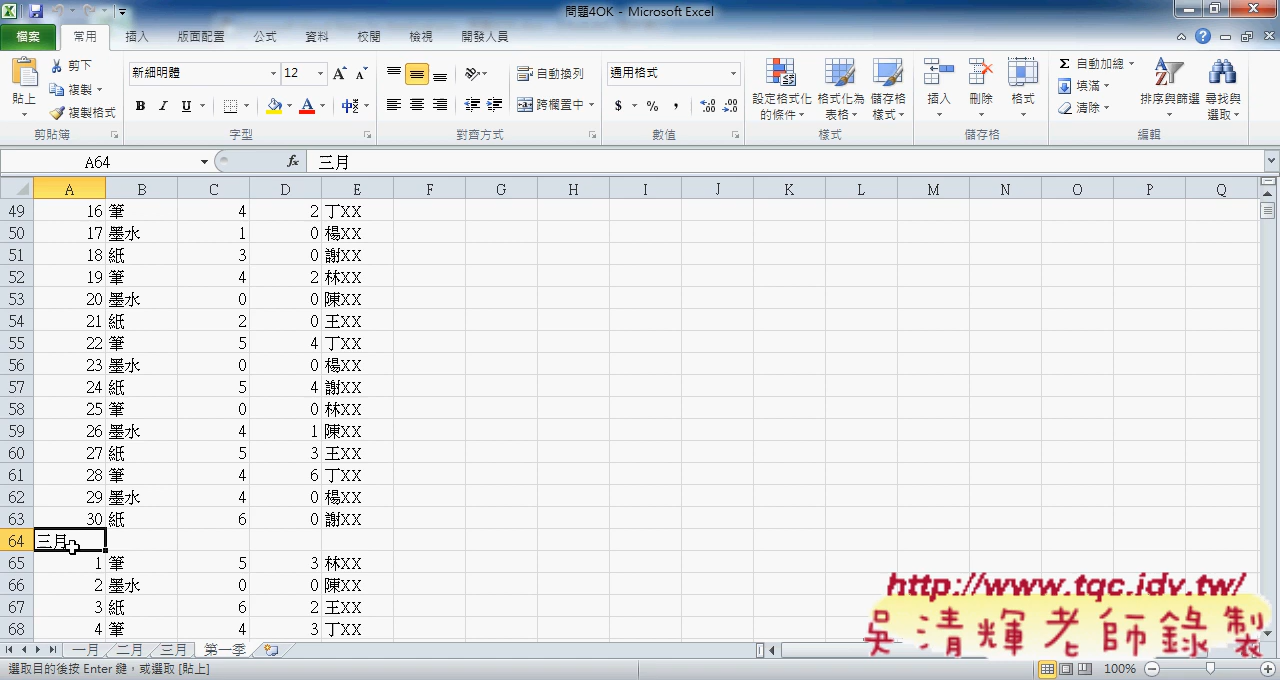 問題4OK - Microsoft Excel
檔案 常用 插入 版面配置 公式 資料 校閱 檢視 開發人員
貼上 剪下 複製 複製格式 剪貼簿
新細明體 12 B I U 中 字型
自動換列 跨欄置中 對齊方式
通用格式 $ % , 數值
設定格式化的條件 格式化為表格 儲存格樣式 樣式
插入 刪除 格式 儲存格
Σ 自動加總 填滿 清除 排序與篩選 尋找與選取 編輯
A64 fx 三月
A B C D E F G H I J K L M N O P Q
49 16 筆 4 2 丁XX
50 17 墨水 1 0 楊XX
51 18 紙 3 0 謝XX
52 19 筆 4 2 林XX
53 20 墨水 0 0 陳XX
54 21 紙 2 0 王XX
55 22 筆 5 4 丁XX
56 23 墨水 0 0 楊XX
57 24 紙 5 4 謝XX
58 25 筆 0 0 林XX
59 26 墨水 4 1 陳XX
60 27 紙 5 3 王XX
61 28 筆 4 6 丁XX
62 29 墨水 4 0 楊XX
63 30 紙 6 0 謝XX
64 三月
65 1 筆 5 3 林XX
66 2 墨水 0 0 陳XX
67 3 紙 6 2 王XX
68 4 筆 4 3 丁XX
http://www.tqc.idv.tw/
吳清輝老師錄製
一月 二月 三月 第一季
選取目的後按 Enter 鍵，或選取 [貼上]
100%